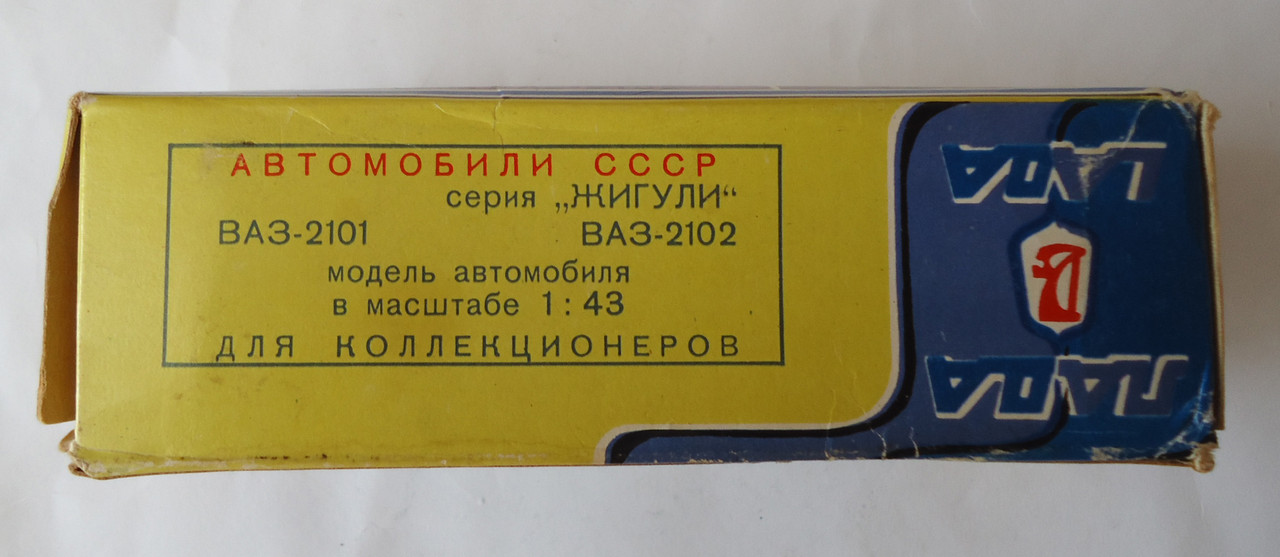 АВТОМОБИЛИ СССР
серия „ЖИГУЛИ“
ВАЗ-2101 ВАЗ-2102
модель автомобиля
в масштабе 1:43
ДЛЯ КОЛЛЕКЦИОНЕРОВ
LADA
ЛАДА